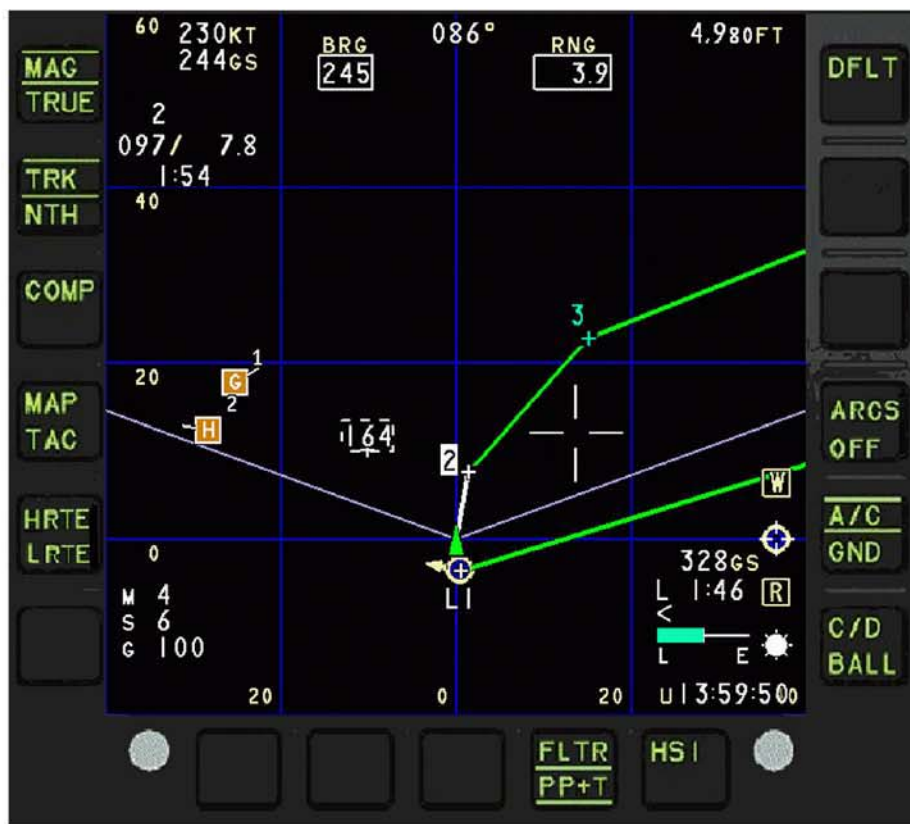 60
230KT
244GS
BRG
245
086°
RNG
3.9
4,980FT
2
097/ 7.8
1:54
40
20
0
MAG
TRUE
TRK
NTH
COMP
MAP
TAC
HRTE
LRTE
DFLT
ARCS
OFF
A/C
GND
C/D
BALL
3
1
G
2
H
164
2
W
L1
328GS
L 1:46
R
<
L E
M 4
S 6
G 100
20
0
20
U13:59:50
FLTR
PP+T
HSI